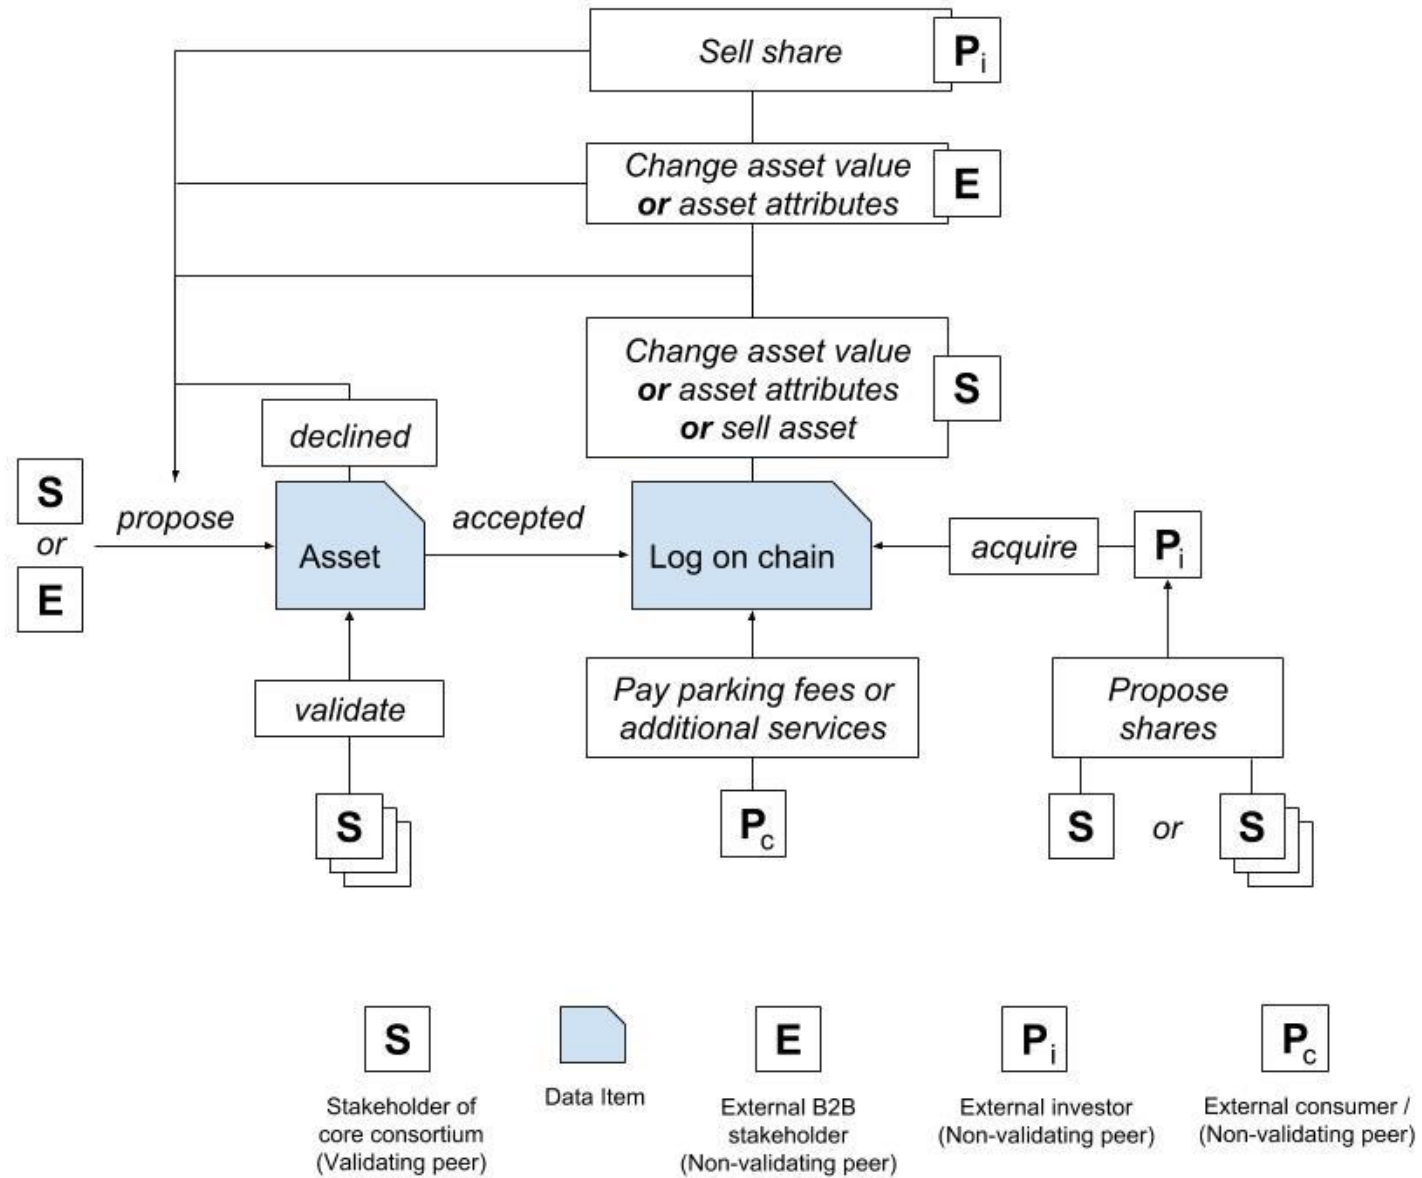 Sell share
Pi
Change asset value
or asset attributes
E
Change asset value
or asset attributes
or sell asset
S
declined
S
or
E
propose
Asset
accepted
Log on chain
acquire
Pi
validate
S
Pay parking fees or
additional services
Pc
Propose
shares
S
or
S
S
Stakeholder of
core consortium
(Validating peer)
Data Item
E
External B2B
stakeholder
(Non-validating peer)
Pi
External investor
(Non-validating peer)
Pc
External consumer /
(Non-validating peer)